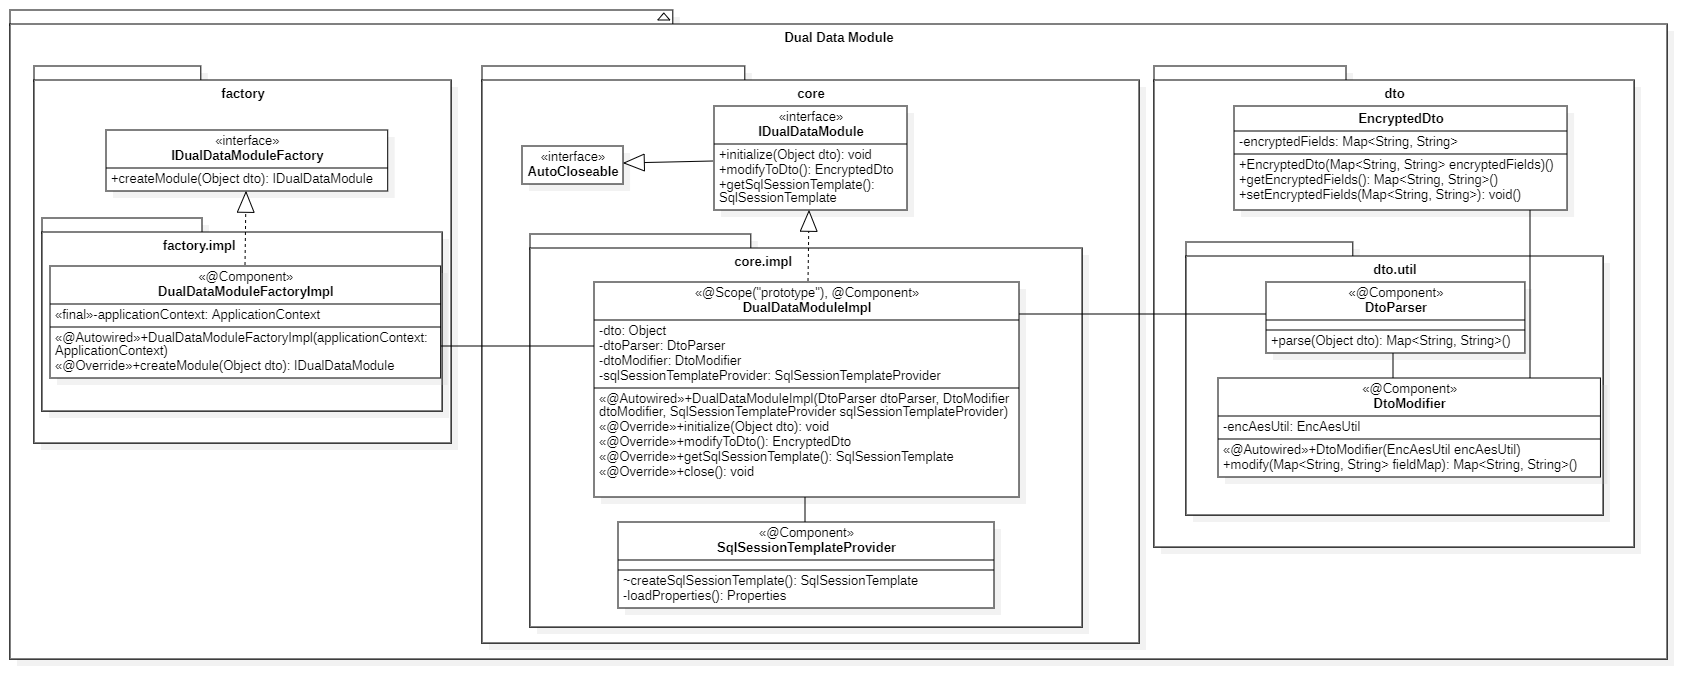 Dual Data Module
factory
«interface»
IDualDataModuleFactory
+createModule(Object dto): IDualDataModule
factory.impl
«@Component»
DualDataModuleFactoryImpl
«final»-applicationContext: ApplicationContext
«@Autowired»+DualDataModuleFactoryImpl(applicationContext:
ApplicationContext)
«@Override»+createModule(Object dto): IDualDataModule
core
«interface»
AutoCloseable
«interface»
IDualDataModule
+initialize(Object dto): void
+modifyToDto(): EncryptedDto
+getSqlSessionTemplate():
SqlSessionTemplate
core.impl
«@Scope("prototype"), @Component»
DualDataModuleImpl
-dto: Object
-dtoParser: DtoParser
-dtoModifier: DtoModifier
-sqlSessionTemplateProvider: SqlSessionTemplateProvider
«@Autowired»+DualDataModuleImpl(DtoParser dtoParser, DtoModifier
dtoModifier, SqlSessionTemplateProvider sqlSessionTemplateProvider)
«@Override»+initialize(Object dto): void
«@Override»+modifyToDto(): EncryptedDto
«@Override»+getSqlSessionTemplate(): SqlSessionTemplate
«@Override»+close(): void
«@Component»
SqlSessionTemplateProvider
~createSqlSessionTemplate(): SqlSessionTemplate
-loadProperties(): Properties
dto
EncryptedDto
-encryptedFields: Map<String, String>
+EncryptedDto(Map<String, String> encryptedFields)()
+getEncryptedFields(): Map<String, String>()
+setEncryptedFields(Map<String, String>): void()
dto.util
«@Component»
DtoParser
+parse(Object dto): Map<String, String>()
«@Component»
DtoModifier
-encAesUtil: EncAesUtil
«@Autowired»+DtoModifier(EncAesUtil encAesUtil)
+modify(Map<String, String> fieldMap): Map<String, String>()